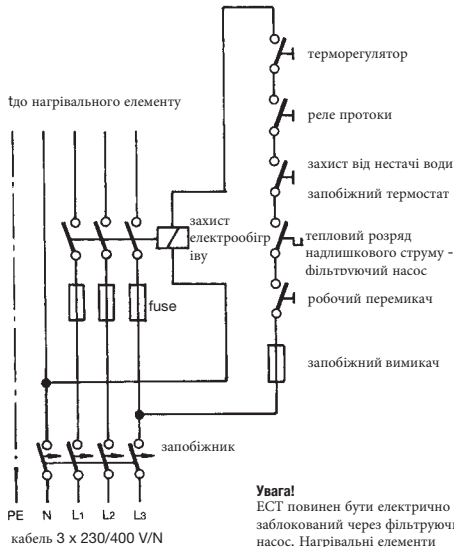 терморегулятор
tдо нагрівального елементу
реле протоки
захист від нестачі води
запобіжний термостат
захист
електрообігр
іву
тепловий розряд
надлишкового струму -
фільтруючий насос
fuse
робочий перемикач
запобіжний вимикач
запобіжник
PE N L1 L2 L3
кабель 3 x 230/400 V/N
Увага!
ЕСТ повинен бути електрично
заблокований через фільтруючи
насос. Нагрівальні елементи